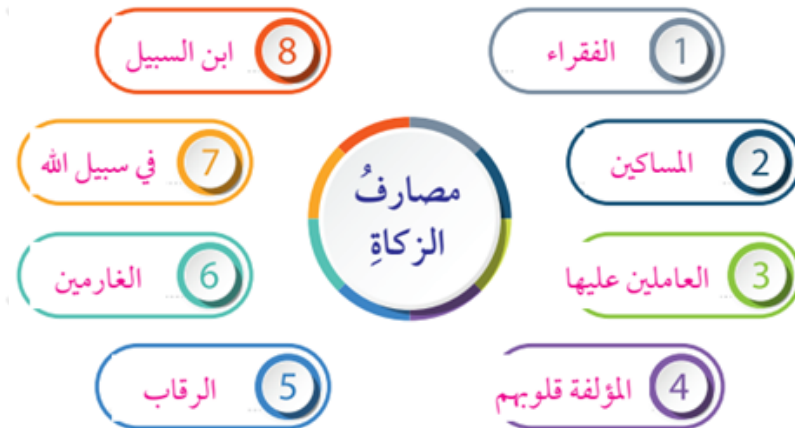 مصارفُ
الزكاةِ
1 الفقراء
2 المساكين
3 العاملين عليها
4 المؤلفة قلوبهم
5 الرقاب
6 الغارمين
7 في سبيل الله
8 ابن السبيل